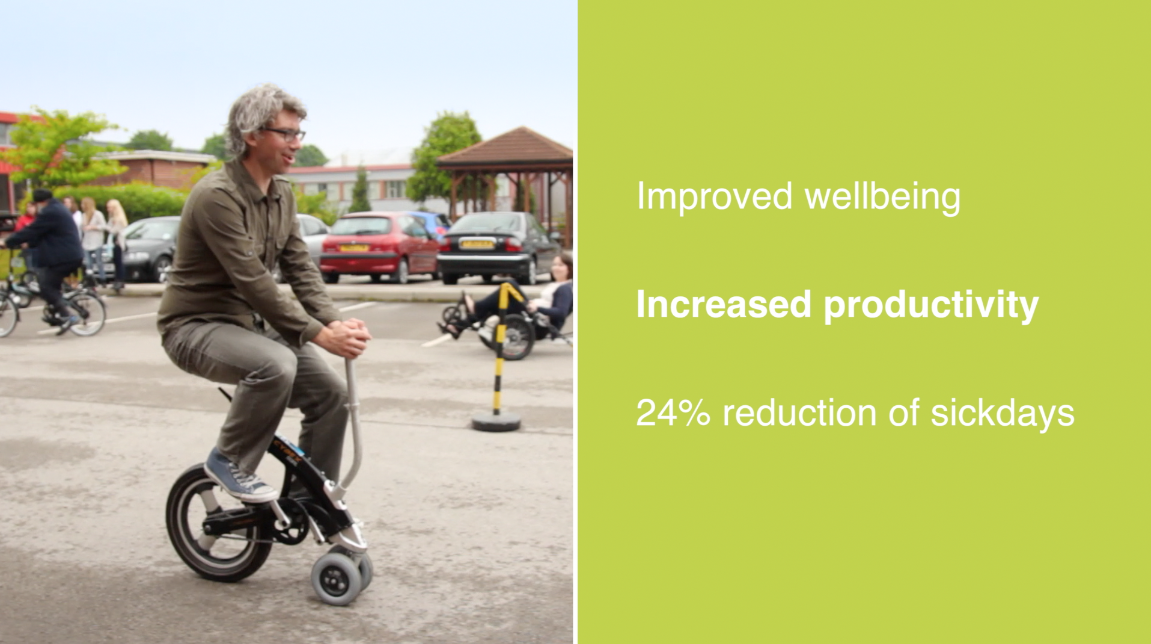 Improved wellbeing
Increased productivity
24% reduction of sickdays